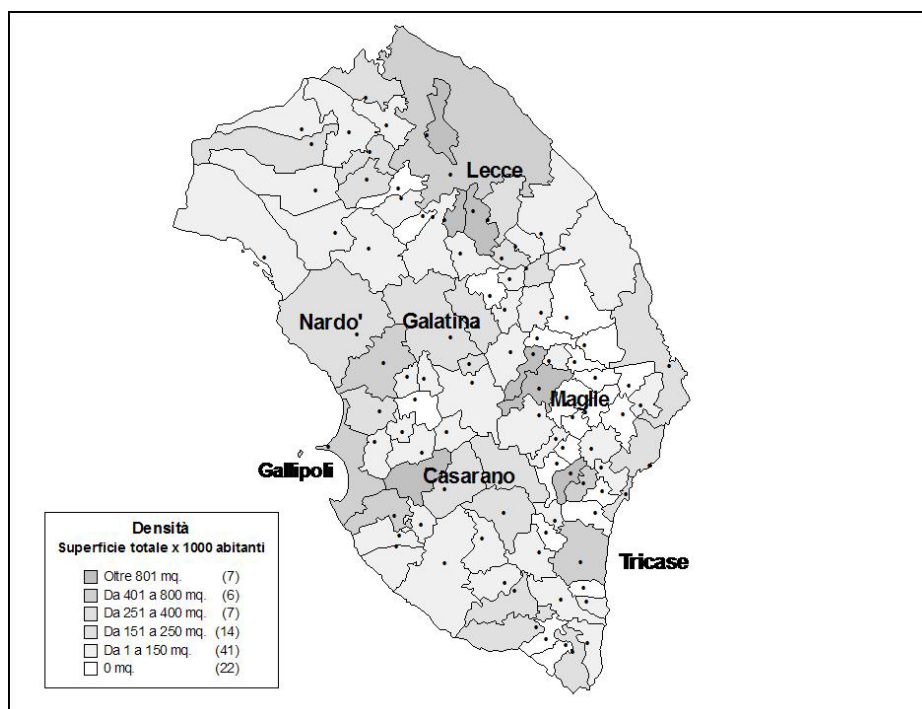 Lecce
Nardo' Galatina
Maglie
Gallipoli Casarano
Tricase
Densità
Superficie totale x 1000 abitanti
Oltre 801 mq. (7)
Da 401 a 800 mq. (6)
Da 251 a 400 mq. (7)
Da 151 a 250 mq. (14)
Da 1 a 150 mq. (41)
0 mq. (22)